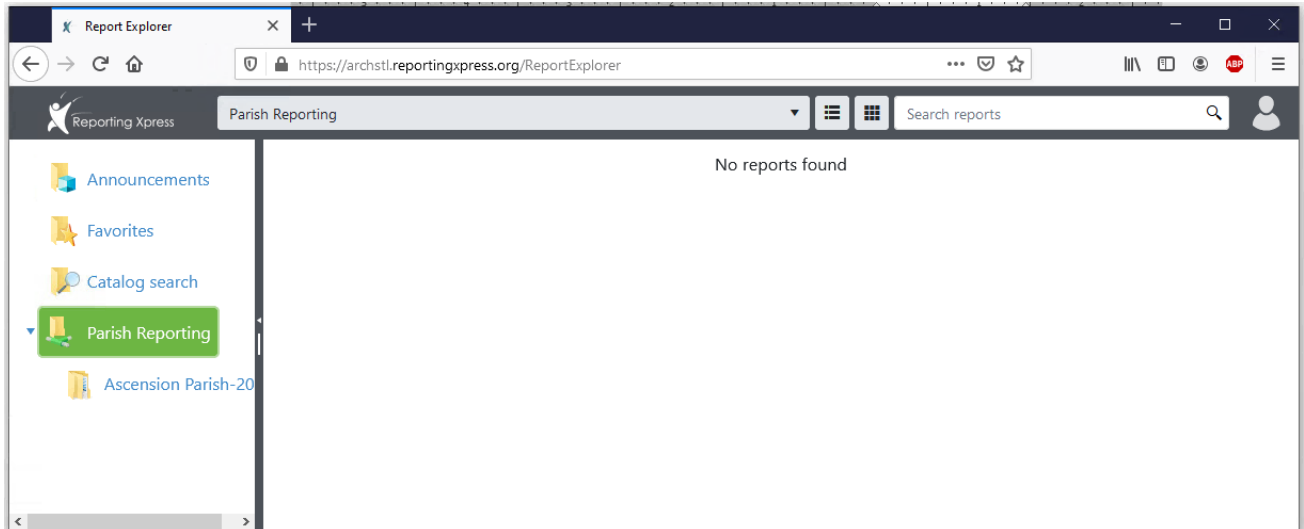 Report Explorer
https://archstl.reportingxpress.org/ReportExplorer
ABP
Reporting Xpress
Parish Reporting
Search reports
Announcements
Favorites
Catalog search
Parish Reporting
Ascension Parish-20
No reports found